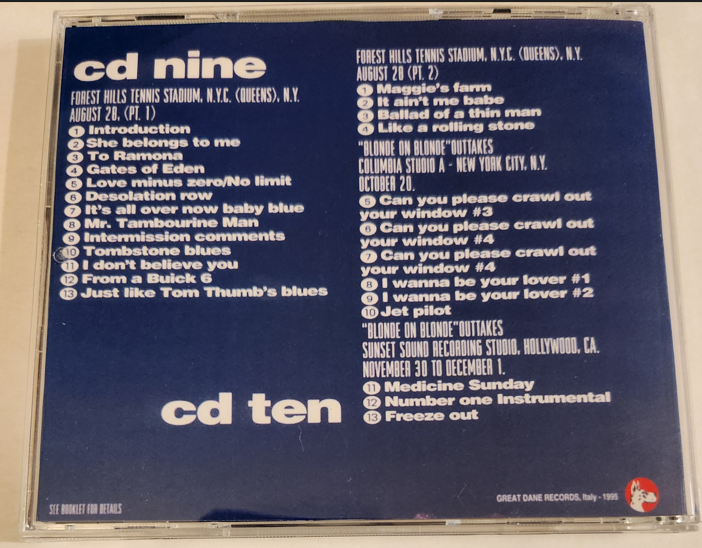 cd nine
FOREST HILLS TENNIS STADIUM, N.Y.C. (QUEENS), N.Y.
AUGUST 28, (PT. 1)
1 Introduction
2 She belongs to me
3 To Ramona
4 Gates of Eden
5 Love minus zero/No limit
6 Desolation row
7 It's all over now baby blue
8 Mr. Tambourine Man
9 Intermission comments
10 Tombstone blues
11 I don't believe you
12 From a Buick 6
13 Just like Tom Thumb's blues
cd ten
FOREST HILLS TENNIS STADIUM, N.Y.C. (QUEENS), N.Y.
AUGUST 28 (PT. 2)
1 Maggie's farm
2 It ain't me babe
3 Ballad of a thin man
4 Like a rolling stone
"BLONDE ON BLONDE"OUTTAKES
COLUMBIA STUDIO A - NEW YORK CITY, N.Y.
OCTOBER 20.
5 Can you please crawl out
your window #3
6 Can you please crawl out
your window #4
7 Can you please crawl out
your window #4
8 I wanna be your lover #1
9 I wanna be your lover #2
10 Jet pilot
"BLONDE ON BLONDE"OUTTAKES
SUNSET SOUND RECORDING STUDIO, HOLLYWOOD, CA.
NOVEMBER 30 TO DECEMBER 1.
11 Medicine Sunday
12 Number one Instrumental
13 Freeze out
SEE BOOKLET FOR DETAILS
GREAT DANE RECORDS, Italy - 1995